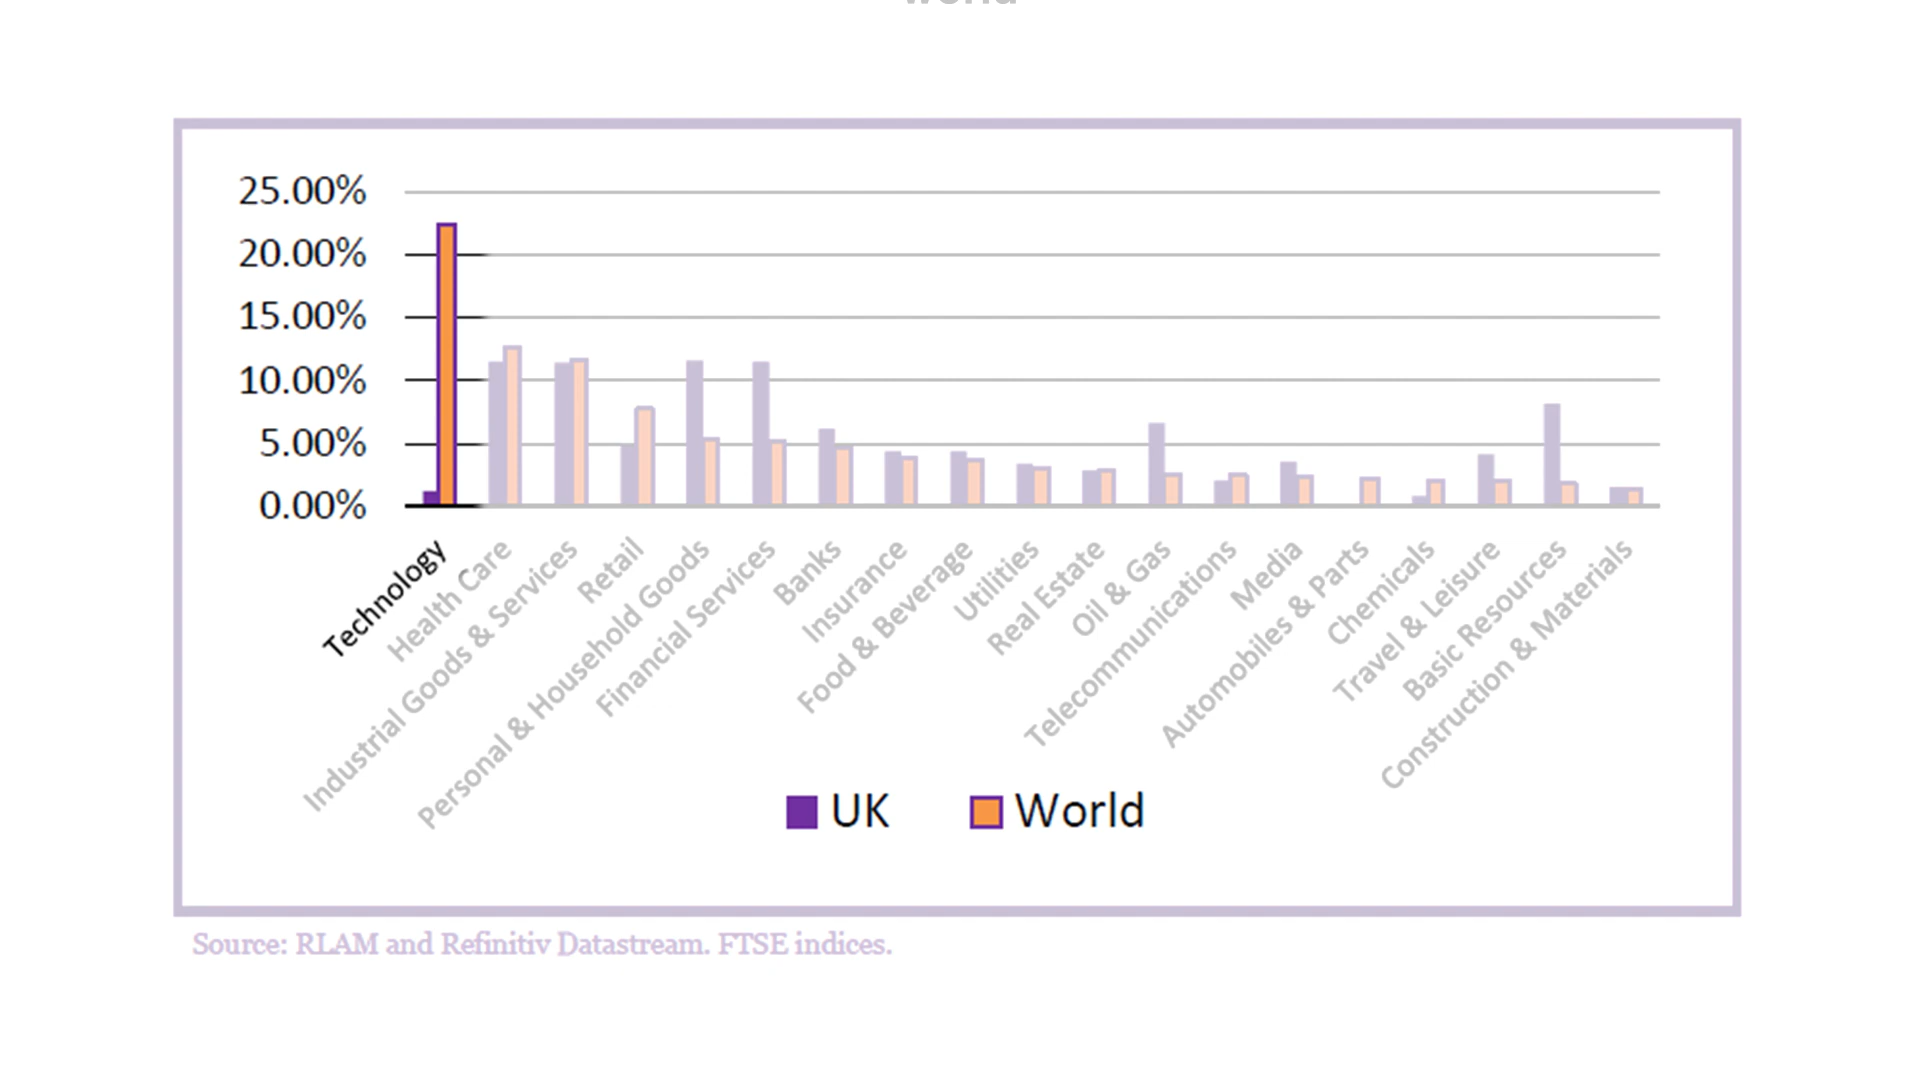 25.00%
20.00%
15.00%
10.00%
5.00%
0.00%
Technology
Health Care
Industrial Goods & Services
Retail
Personal & Household Goods
Financial Services
Banks
Insurance
Food & Beverage
Utilities
Real Estate
Oil & Gas
Telecommunications
Media
Automobiles & Parts
Chemicals
Travel & Leisure
Basic Resources
Construction & Materials
UK
World
Source: RLAM and Refinitiv Datastream. FTSE indices.